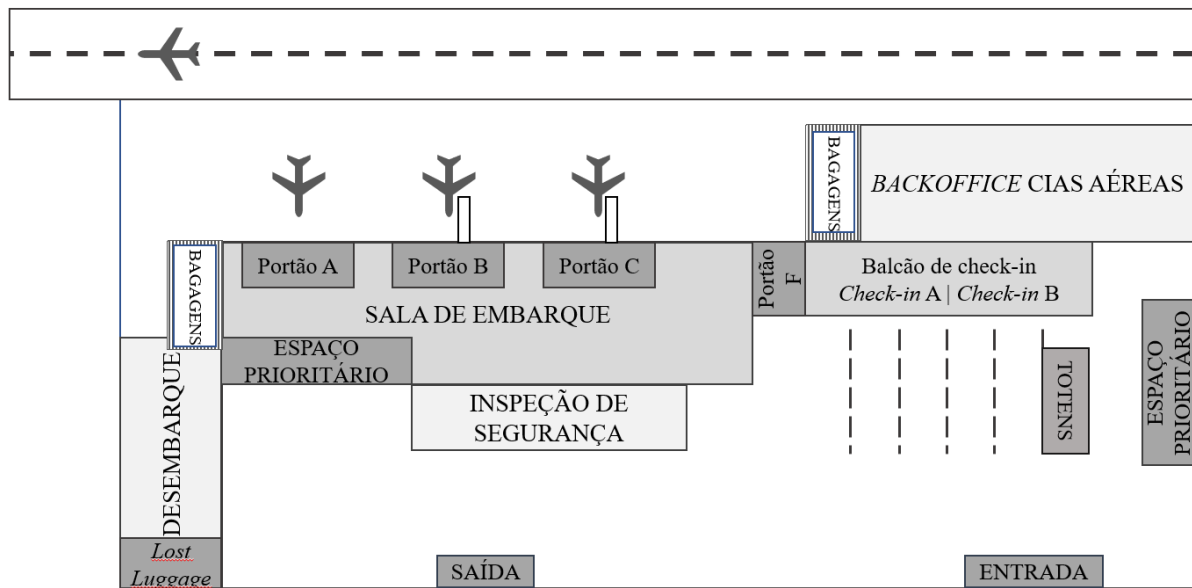 BAGAGENS
BACKOFFICE CIAS AÉREAS
BAGAGENS
Portão A
Portão B
Portão C
Portão
F
Balcão de check-in
Check-in A | Check-in B
SALA DE EMBARQUE
ESPAÇO
PRIORITÁRIO
INSPEÇÃO DE
SEGURANÇA
TOTENS
ESPAÇO
PRIORITÁRIO
DESEMBARQUE
Lost
Luggage
SAÍDA
ENTRADA